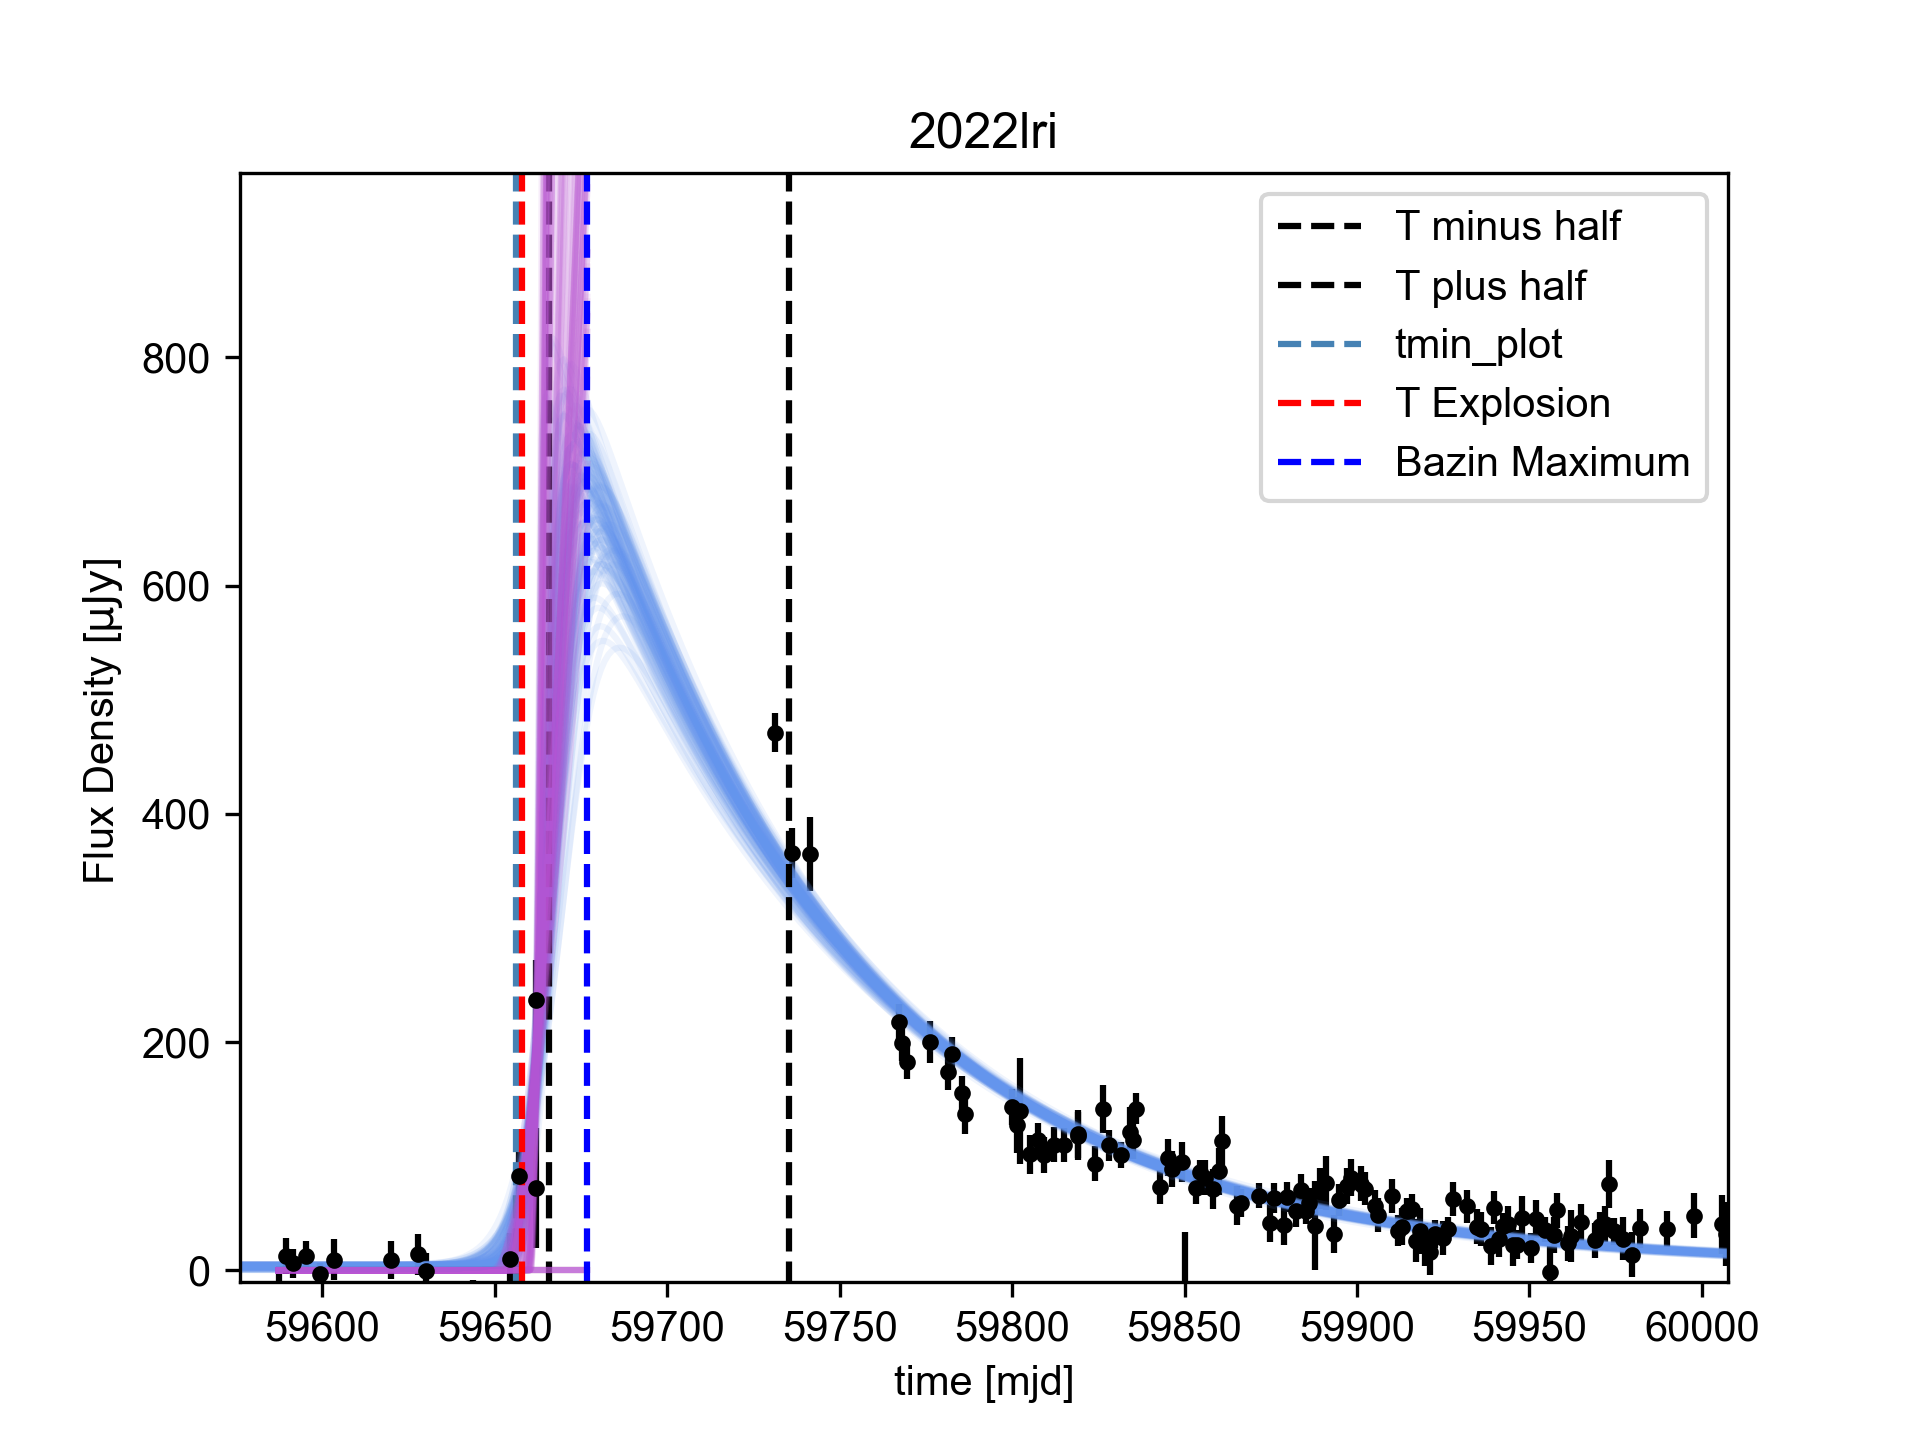 2022lri
T minus half
T plus half
tmin_plot
T Explosion
Bazin Maximum
Flux Density [µJy]
800
600
400
200
0
59600 59650 59700 59750 59800 59850 59900 59950 60000
time [mjd]